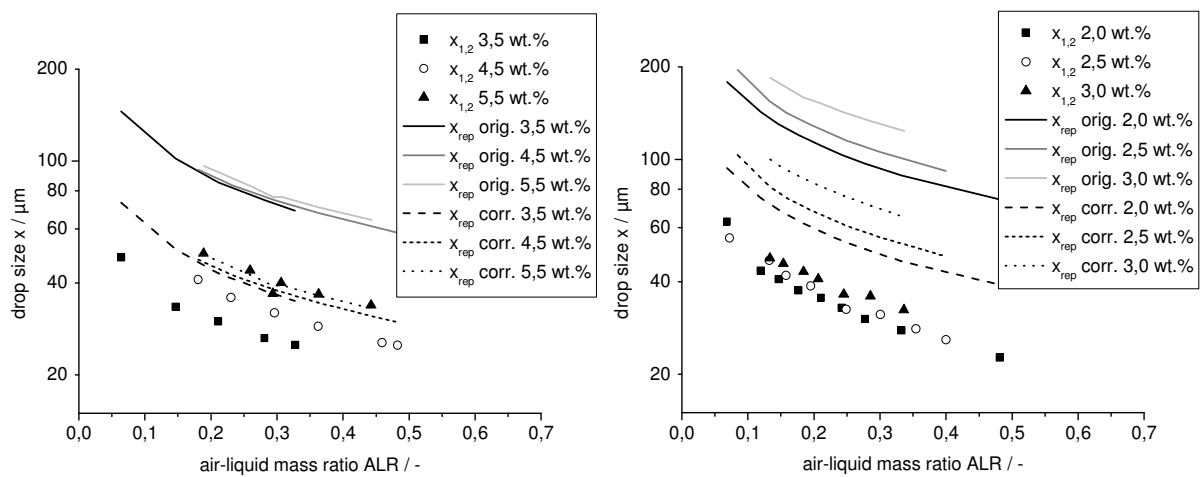 x1,2 3,5 wt.%
x1,2 4,5 wt.%
x1,2 5,5 wt.%
xrep orig. 3,5 wt.%
xrep orig. 4,5 wt.%
xrep orig. 5,5 wt.%
xrep corr. 3,5 wt.%
xrep corr. 4,5 wt.%
xrep corr. 5,5 wt.%
200
100
80
60
40
20
drop size x / µm
0,0 0,1 0,2 0,3 0,4 0,5 0,6 0,7
air-liquid mass ratio ALR / -
x1,2 2,0 wt.%
x1,2 2,5 wt.%
x1,2 3,0 wt.%
xrep orig. 2,0 wt.%
xrep orig. 2,5 wt.%
xrep orig. 3,0 wt.%
xrep corr. 2,0 wt.%
xrep corr. 2,5 wt.%
xrep corr. 3,0 wt.%
200
100
80
60
40
20
drop size x / µm
0,0 0,1 0,2 0,3 0,4 0,5 0,6 0,7
air-liquid mass ratio ALR / -